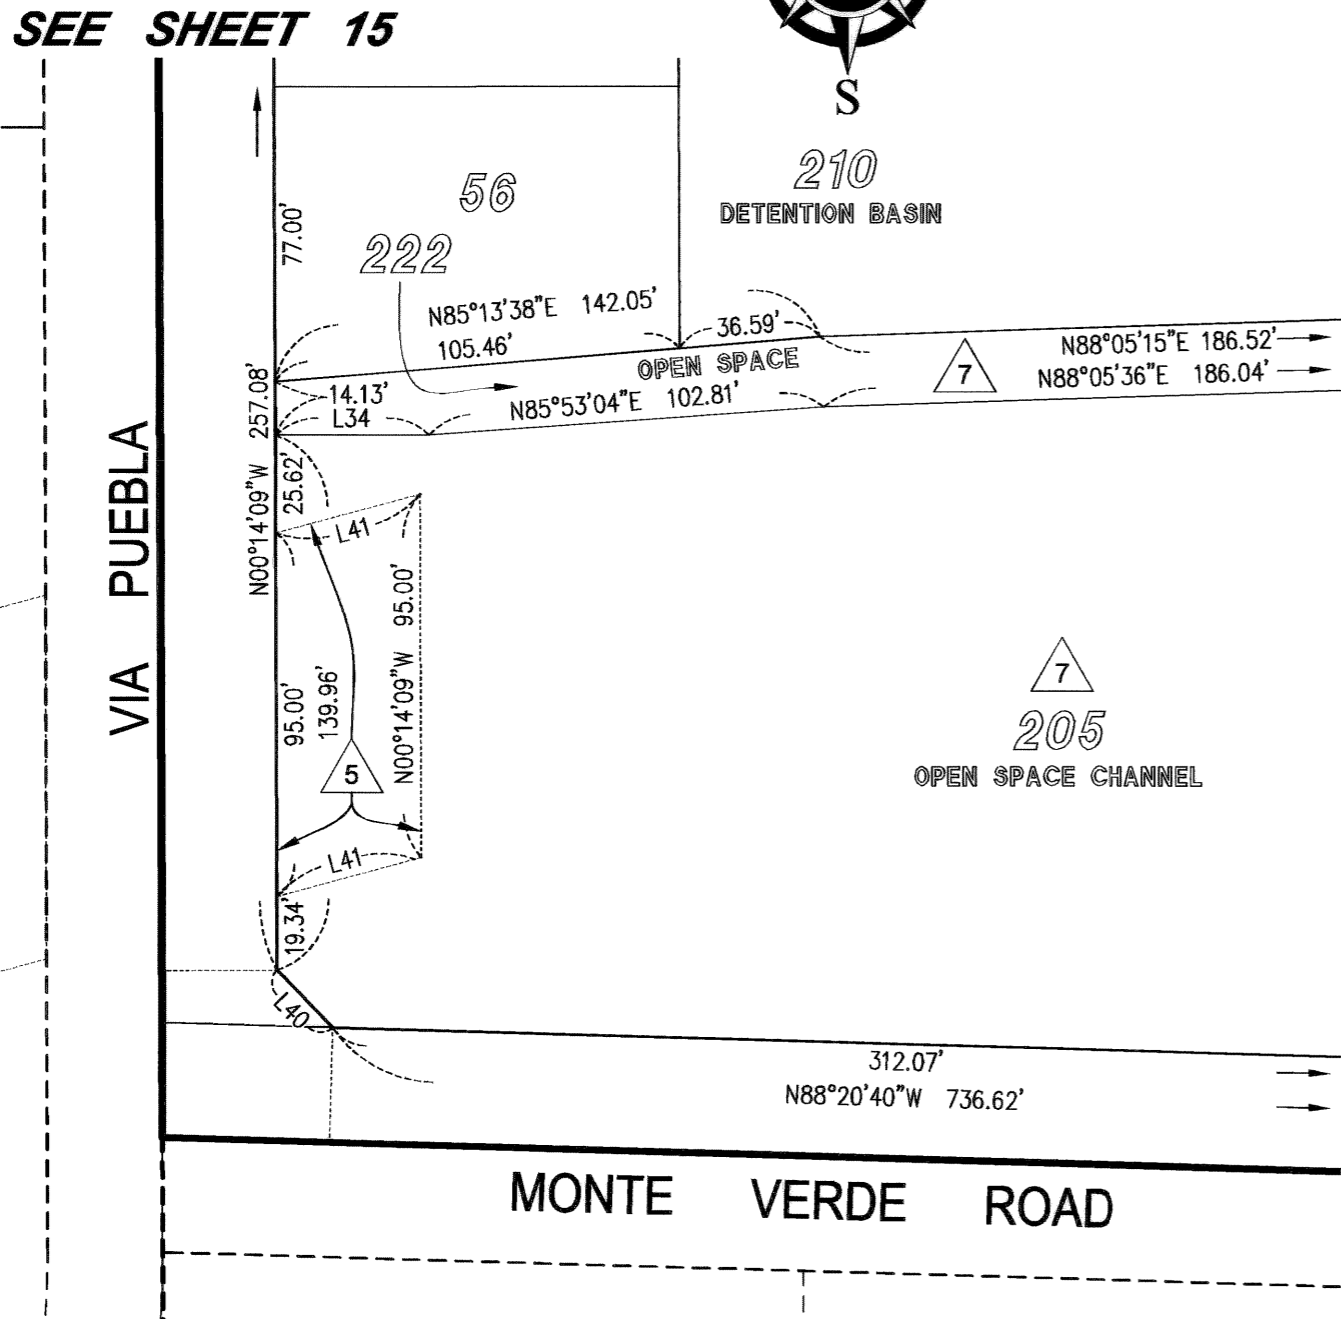 SEE SHEET 15
S
210
DETENTION BASIN
56
222
77.00'
N85°13'38"E 142.05'
105.46'
36.59'
OPEN SPACE
N88°05'15"E 186.52'
7
N88°05'36"E 186.04'
14.13'
L34
N85°53'04"E 102.81'
N00°14'09"W 257.08'
25.62'
L41
VIA PUEBLA
95.00'
139.96'
N00°14'09"W 95.00'
5
7
205
OPEN SPACE CHANNEL
L41
19.34'
L40
312.07'
N88°20'40"W 736.62'
MONTE VERDE ROAD